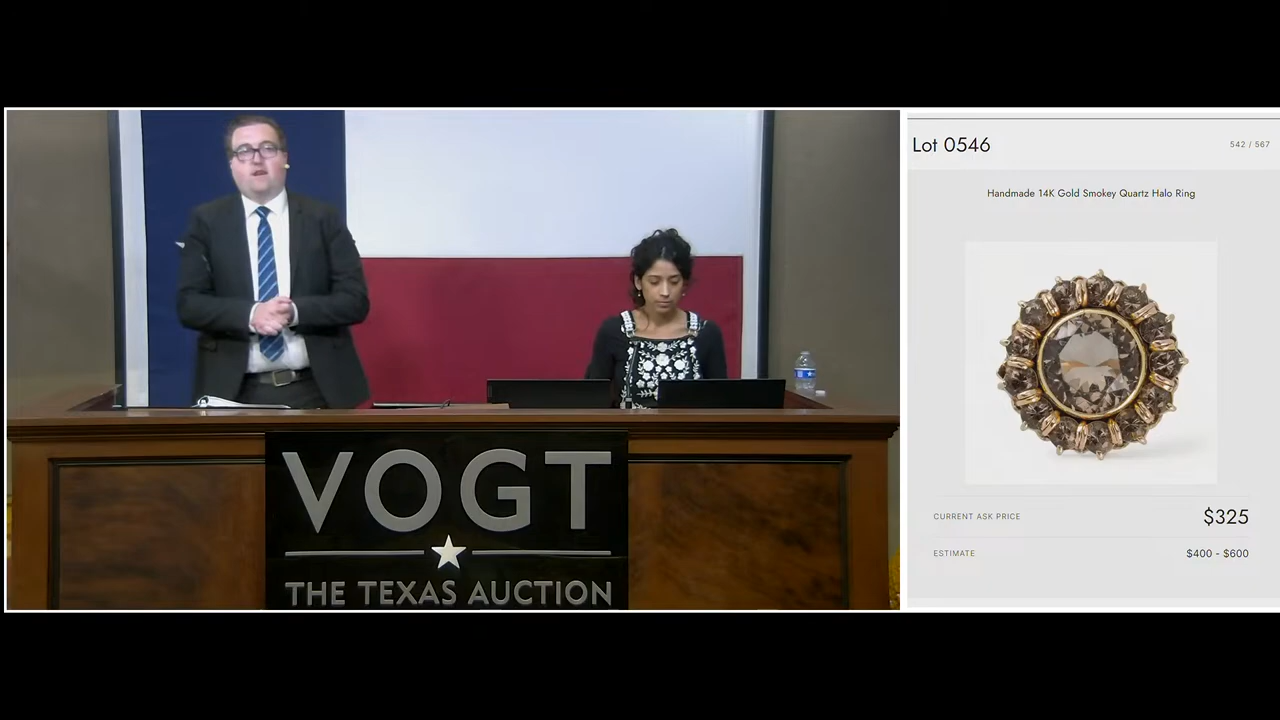 VOGT
THE TEXAS AUCTION
Lot 0546
542 / 567
Handmade 14K Gold Smokey Quartz Halo Ring
CURRENT ASK PRICE
$325
ESTIMATE
$400 - $600